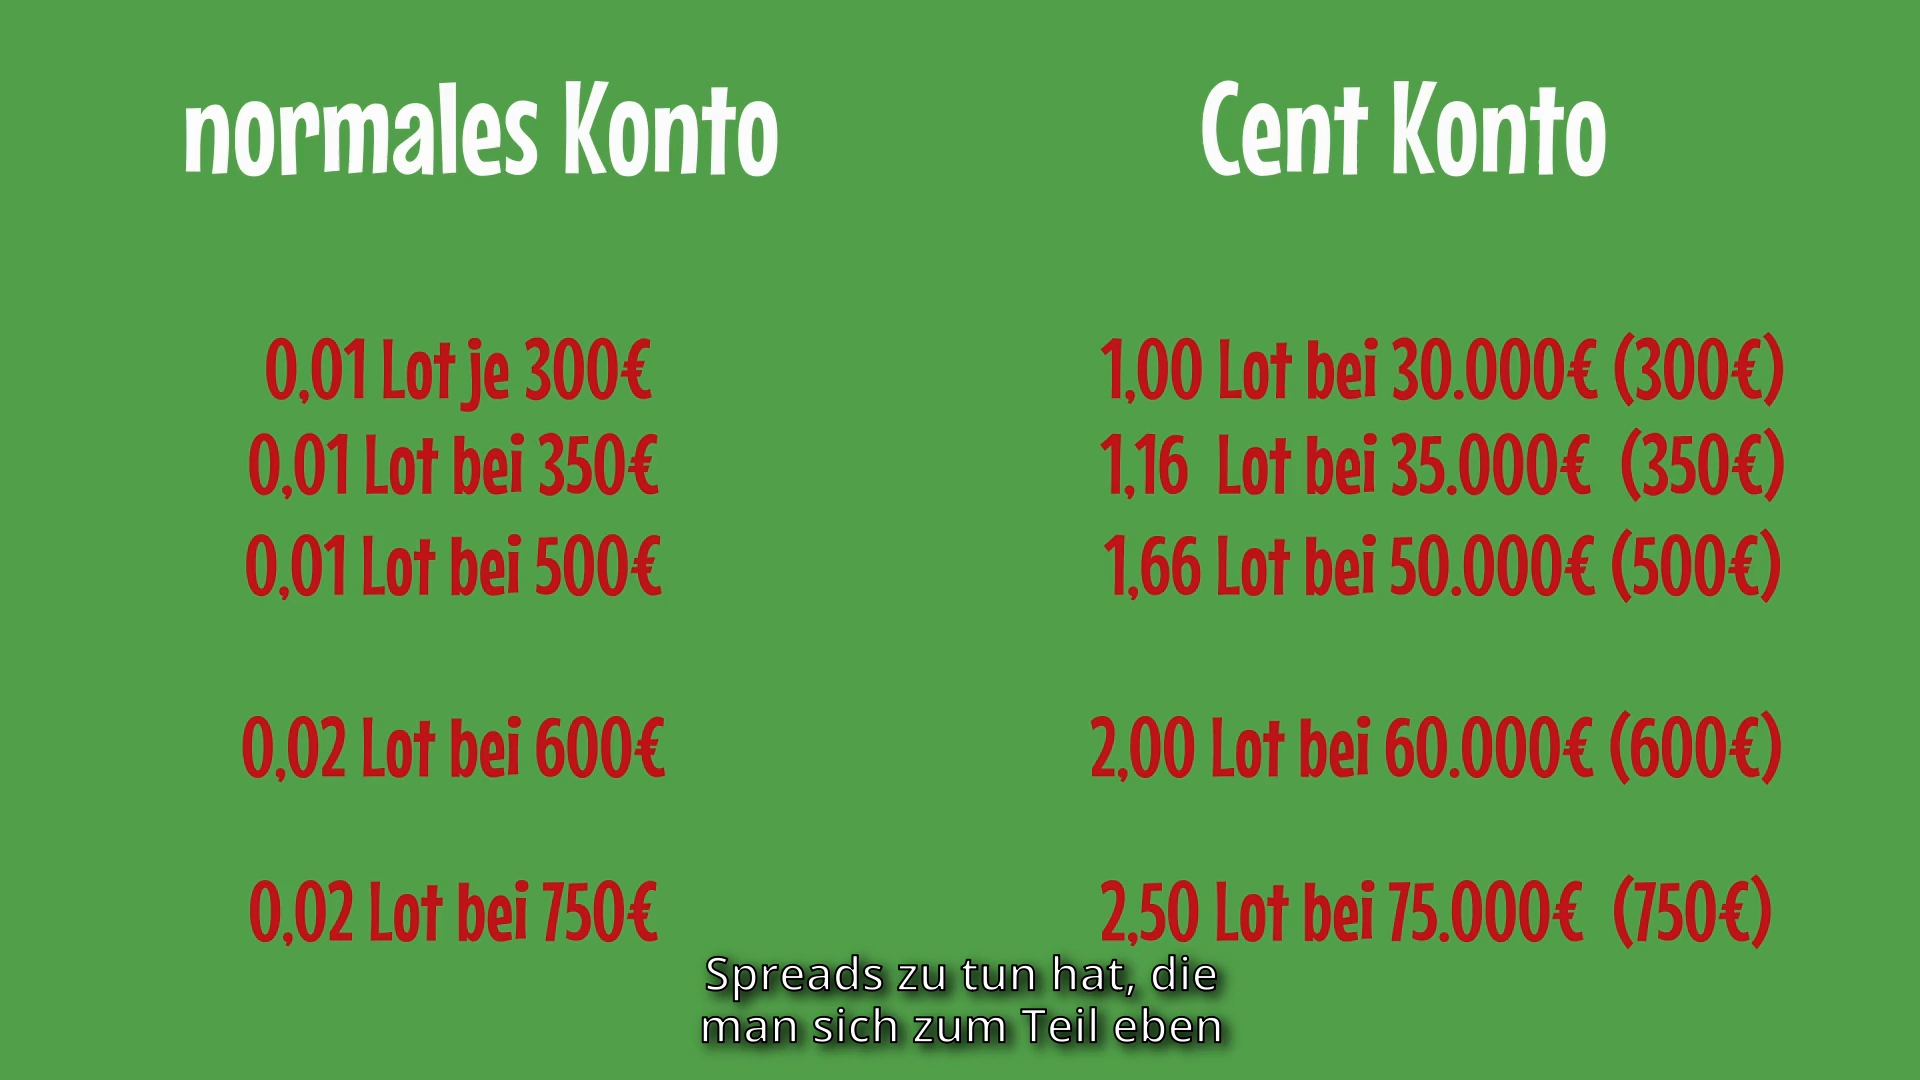 normales Konto
0,01 Lot je 300€
0,01 Lot bei 350€
0,01 Lot bei 500€
0,02 Lot bei 600€
0,02 Lot bei 750€
Cent Konto
1,00 Lot bei 30.000€ (300€)
1,16 Lot bei 35.000€ (350€)
1,66 Lot bei 50.000€ (500€)
2,00 Lot bei 60.000€ (600€)
2,50 Lot bei 75.000€ (750€)
Spreads zu tun hat, die
man sich zum Teil eben